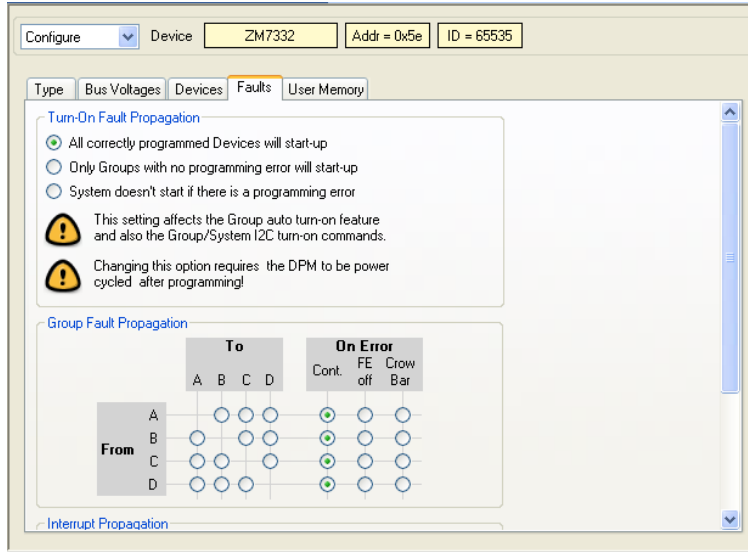 Configure Device ZM7332 Addr = 0x5e ID = 65535
Type Bus Voltages Devices Faults User Memory
Turn-On Fault Propagation
All correctly programmed Devices will start-up
Only Groups with no programming error will start-up
System doesn't start if there is a programming error
This setting affects the Group auto turn-on feature
and also the Group/System I2C turn-on commands.
Changing this option requires the DPM to be power
cycled after programming!
Group Fault Propagation
To On Error
Cont. FE Crow
A B C D off Bar
A
B
From
C
D
Interrupt Propagation